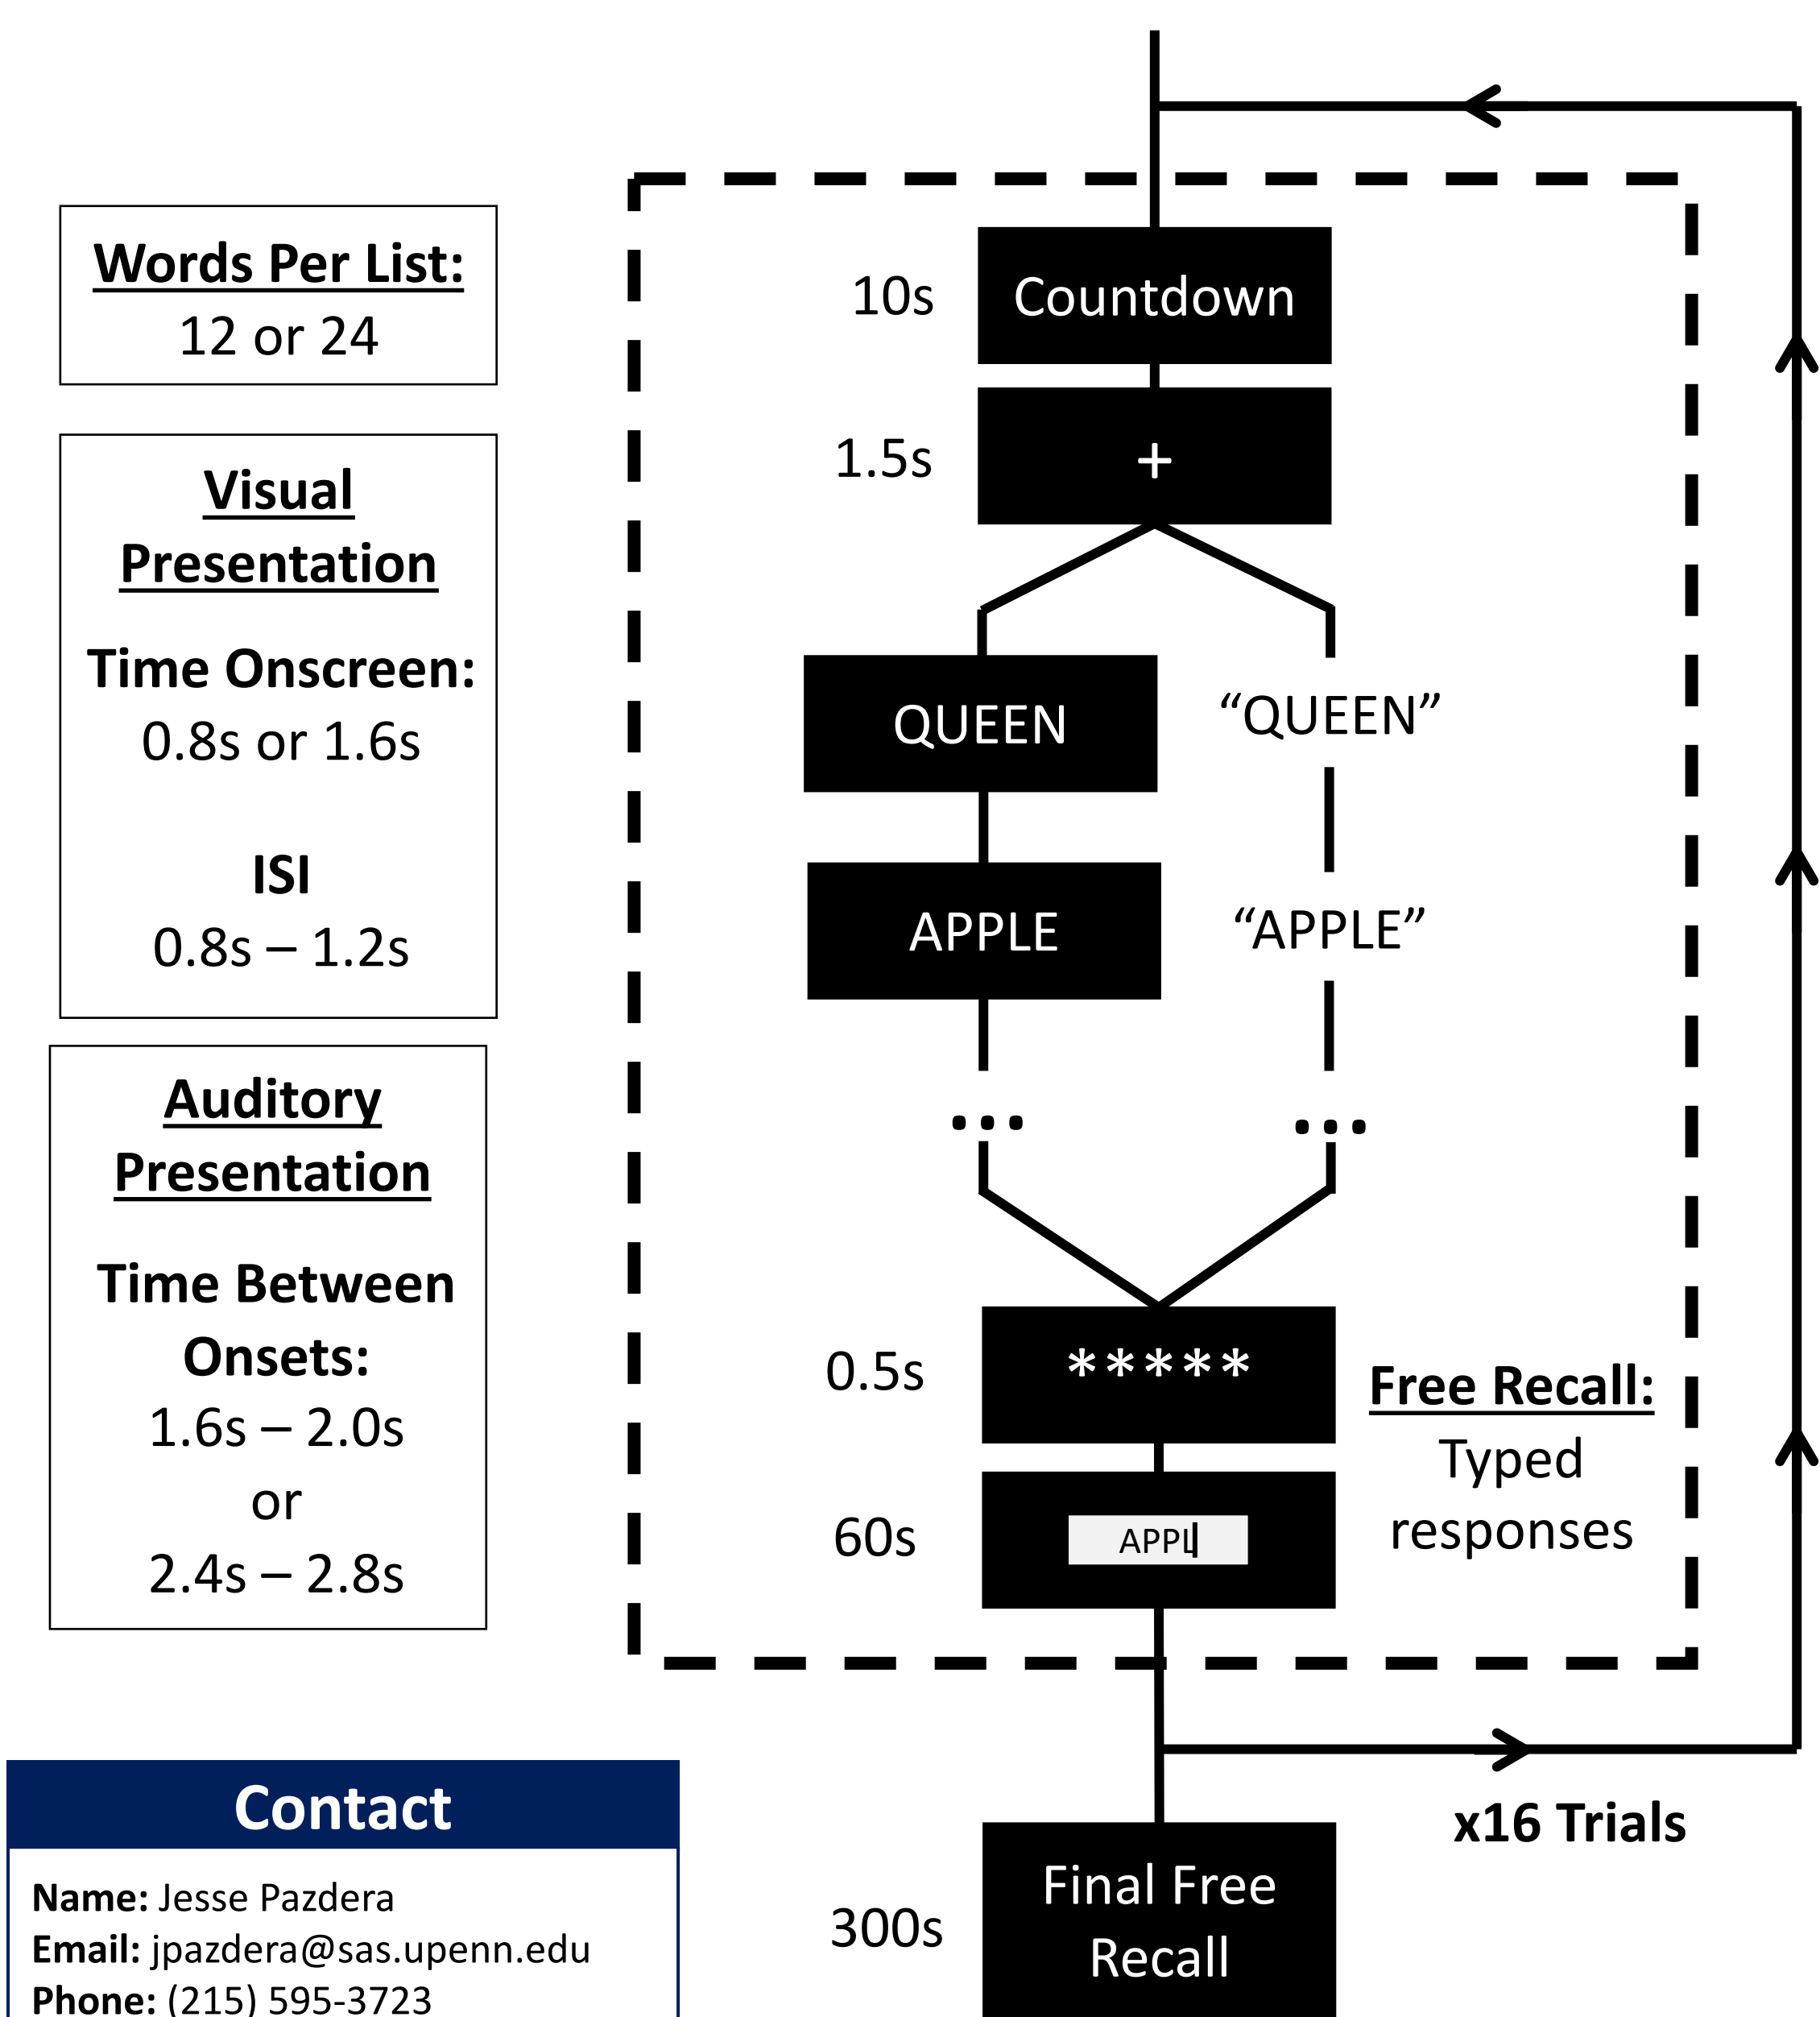 Words Per List:
12 or 24
Visual
Presentation
Time Onscreen:
0.8s or 1.6s
ISI
0.8s – 1.2s
Auditory
Presentation
Time Between
Onsets:
1.6s – 2.0s
or
2.4s – 2.8s
10s
Countdown
1.5s
+
QUEEN
“QUEEN”
APPLE
“APPLE”
...
...
0.5s
*****
Free Recall:
Typed
responses
60s
APPL
x16 Trials
300s
Final Free
Recall
Contact
Name: Jesse Pazdera
Email: jpazdera@sas.upenn.edu
Phone: (215) 595-3723